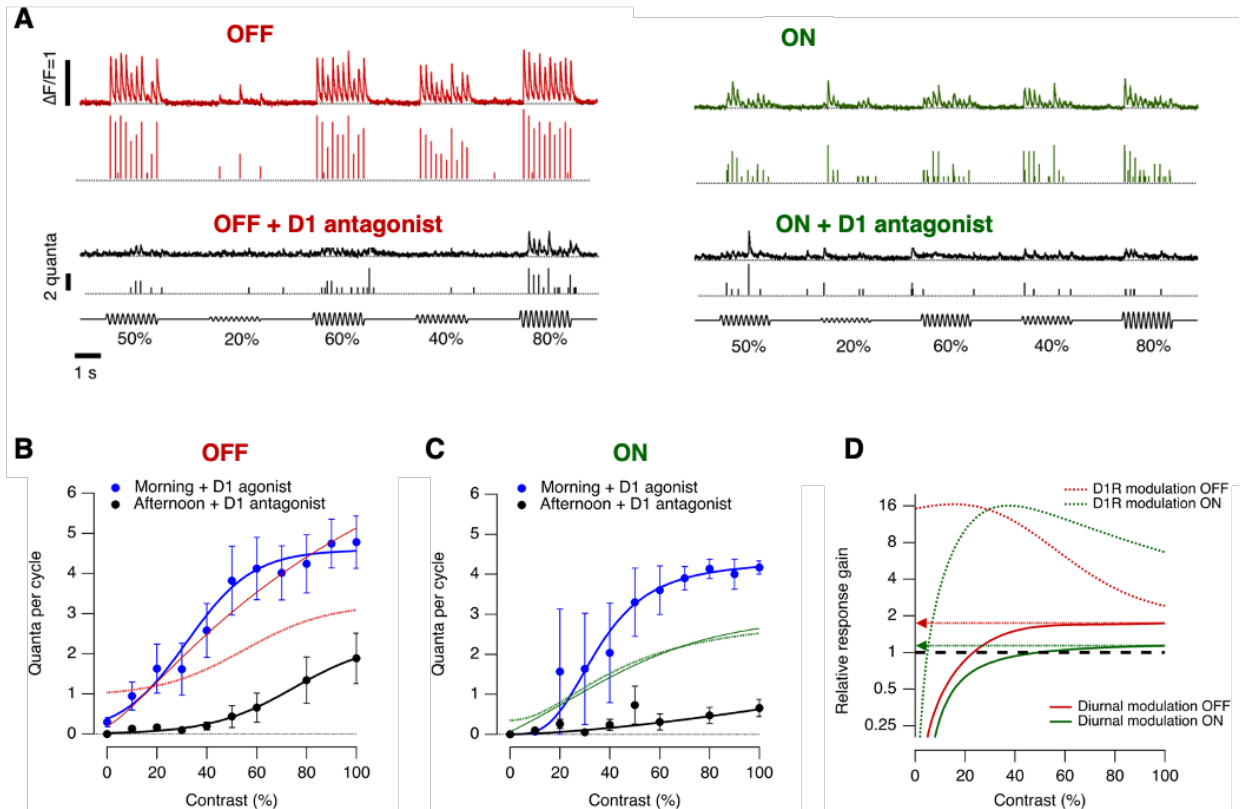 A
OFF
ON
ΔF/F=1
OFF + D1 antagonist
ON + D1 antagonist
2 quanta
50% 20% 60% 40% 80%
50% 20% 60% 40% 80%
1 s
B
OFF
Morning + D1 agonist
Afternoon + D1 antagonist
Quanta per cycle
6
5
4
3
2
1
0
0 20 40 60 80 100
Contrast (%)
C
ON
Morning + D1 agonist
Afternoon + D1 antagonist
Quanta per cycle
6
5
4
3
2
1
0
0 20 40 60 80 100
Contrast (%)
D
D1R modulation OFF
D1R modulation ON
Relative response gain
16
8
4
2
1
0.5
0.25
Diurnal modulation OFF
Diurnal modulation ON
0 20 40 60 80 100
Contrast (%)